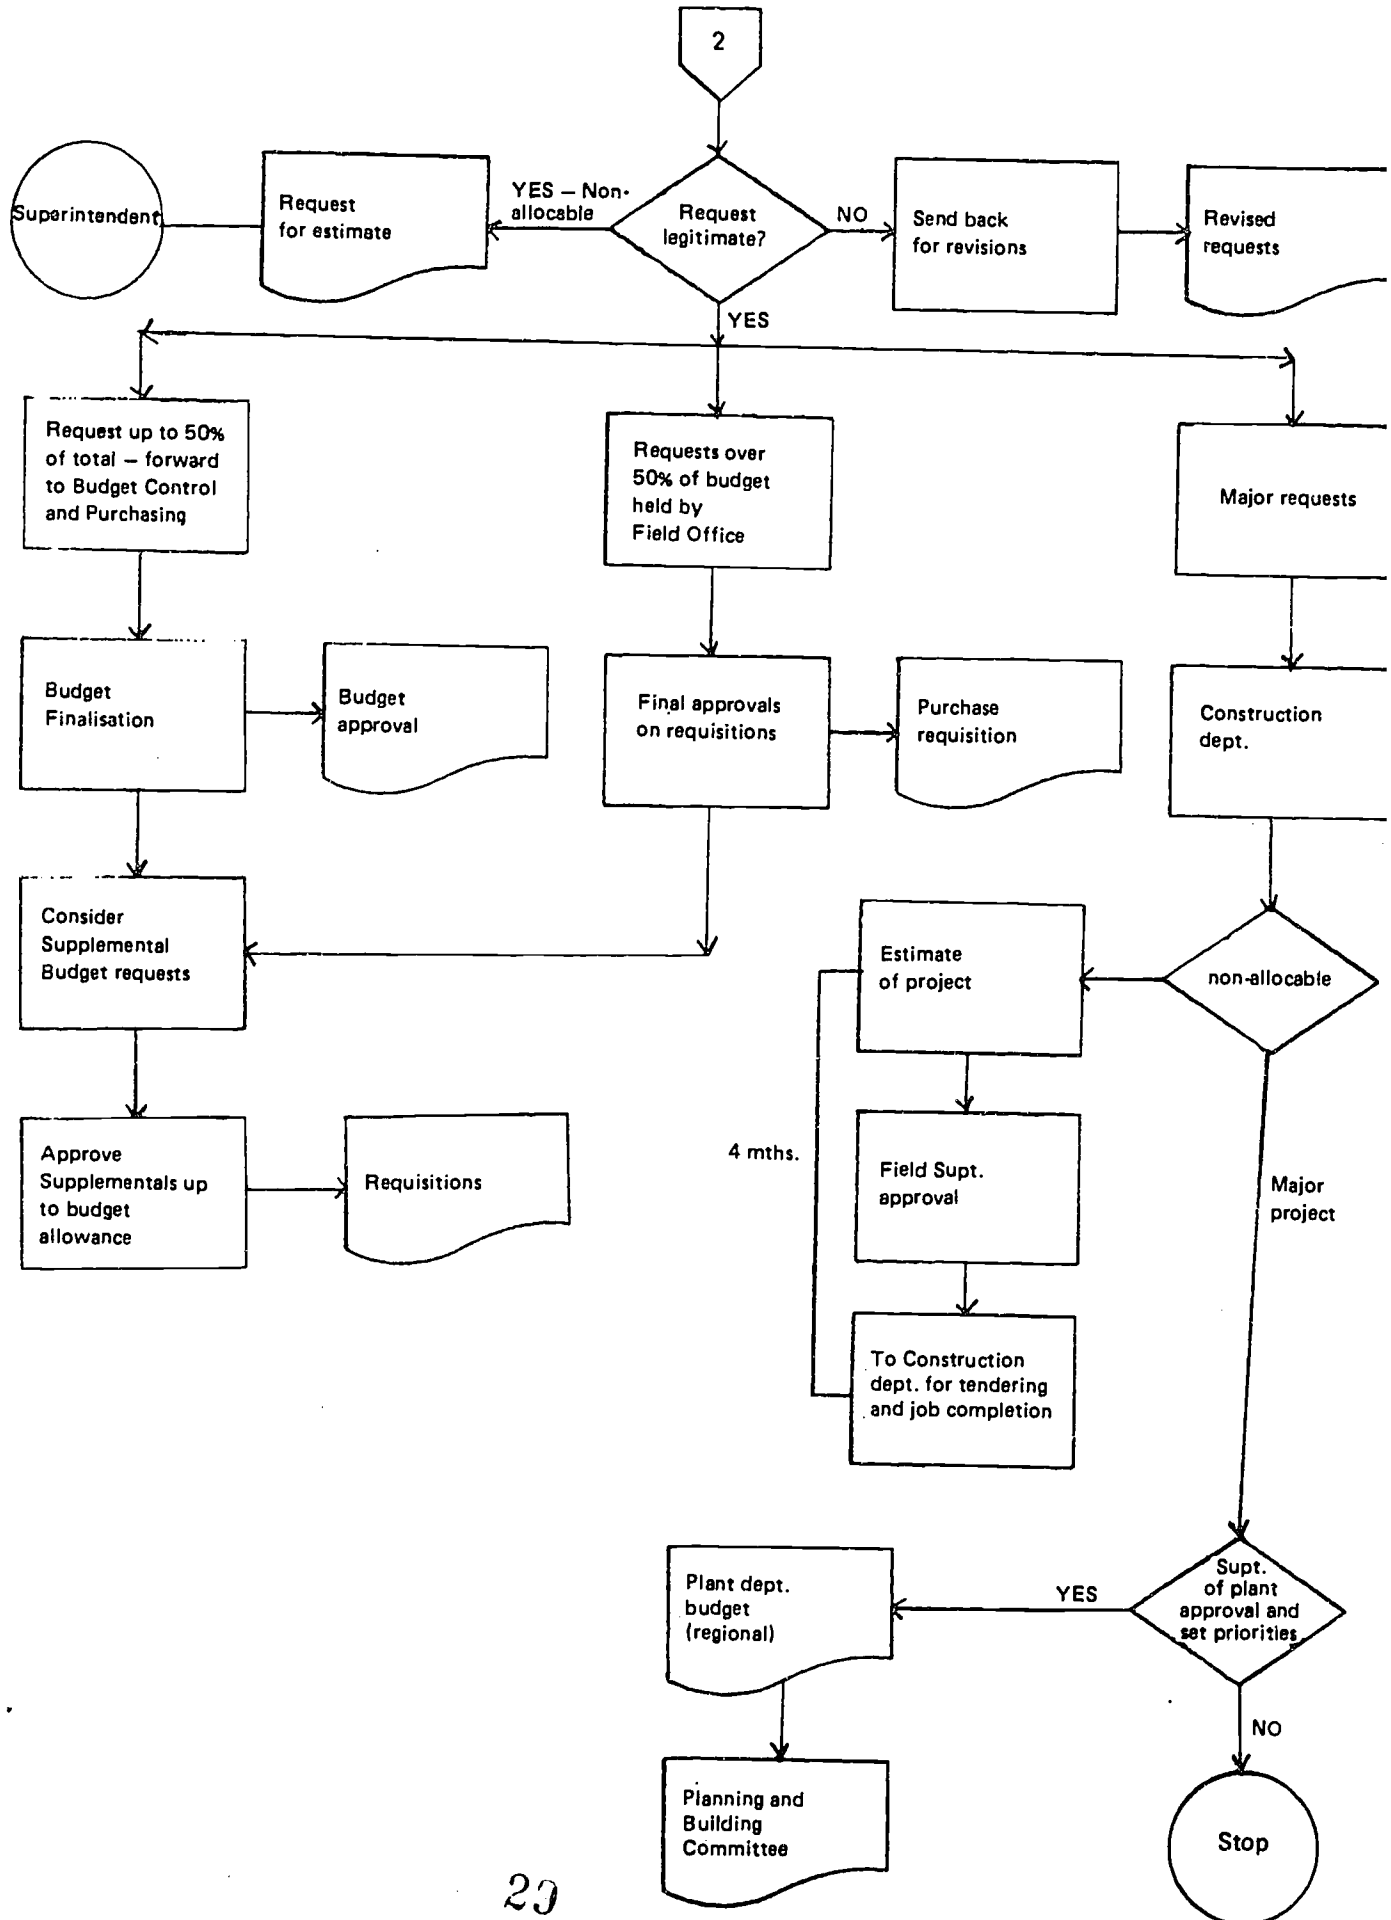 2
Superintendent
Request
for estimate
YES – Non-
allocable
Request
legitimate?
NO
Send back
for revisions
Revised
requests
YES
Request up to 50%
of total – forward
to Budget Control
and Purchasing
Requests over
50% of budget
held by
Field Office
Major requests
Budget
Finalisation
Budget
approval
Final approvals
on requisitions
Purchase
requisition
Construction
dept.
Consider
Supplemental
Budget requests
Estimate
of project
non-allocable
Approve
Supplementals up
to budget
allowance
Requisitions
4 mths.
Field Supt.
approval
Major
project
To Construction
dept. for tendering
and job completion
Plant dept.
budget
(regional)
YES
Supt.
of plant
approval and
set priorities
NO
Planning and
Building
Committee
Stop
29